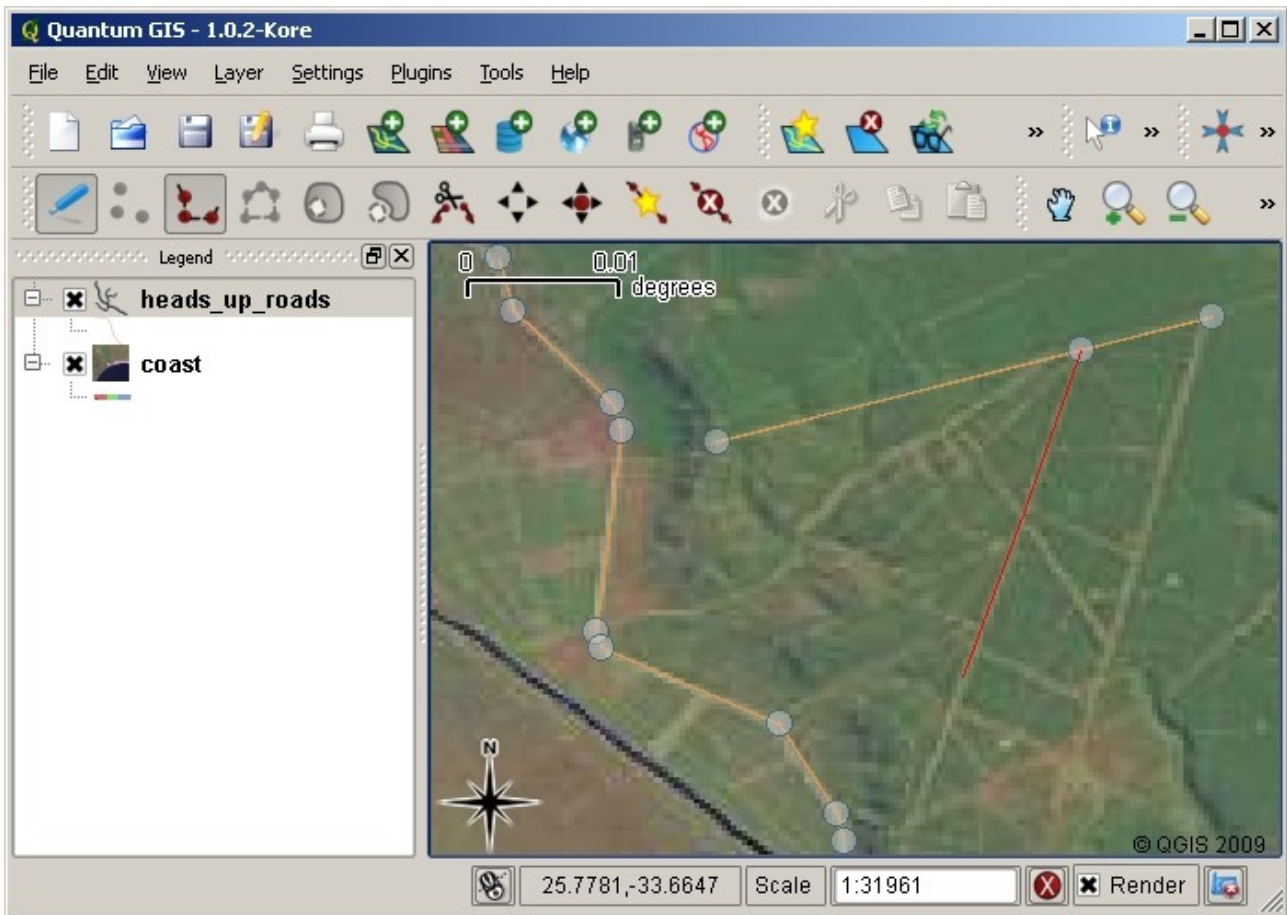 Quantum GIS - 1.0.2-Kore
File Edit View Layer Settings Plugins Tools Help
Legend
heads_up_roads
coast
0 0.01
degrees
N
© QGIS 2009
25.7781,-33.6647 Scale 1:31961 Render